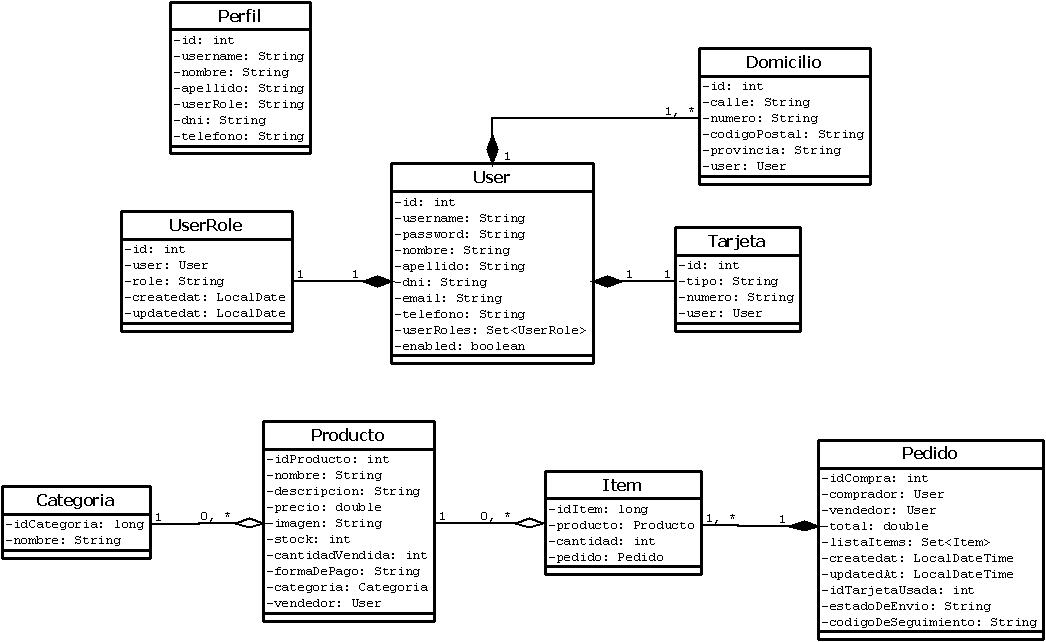 Perfil
-id: int
-username: String
-nombre: String
-apellido: String
-userRole: String
-dni: String
-telefono: String
Domicilio
-id: int
-calle: String
-numero: String
-codigoPostal: String
-provincia: String
-user: User
1, *
1
User
-id: int
-username: String
-password: String
-nombre: String
-apellido: String
-dni: String
-email: String
-telefono: String
-userRoles: Set<UserRole>
-enabled: boolean
UserRole
-id: int
-user: User
-role: String
-createdat: LocalDate
-updatedat: LocalDate
1 1
1 1
Tarjeta
-id: int
-tipo: String
-numero: String
-user: User
Categoria
-idCategoria: long
-nombre: String
1 0, *
Producto
-idProducto: int
-nombre: String
-descripcion: String
-precio: double
-imagen: String
-stock: int
-cantidadVendida: int
-formaDePago: String
-categoria: Categoria
-vendedor: User
1 0, *
Item
-idItem: long
-producto: Producto
-cantidad: int
-pedido: Pedido
1, * 1
Pedido
-idCompra: int
-comprador: User
-vendedor: User
-total: double
-listaItems: Set<Item>
-createdat: LocalDateTime
-updatedAt: LocalDateTime
-idTarjetaUsada: int
-estadoDeEnvio: String
-codigoDeSeguimiento: String